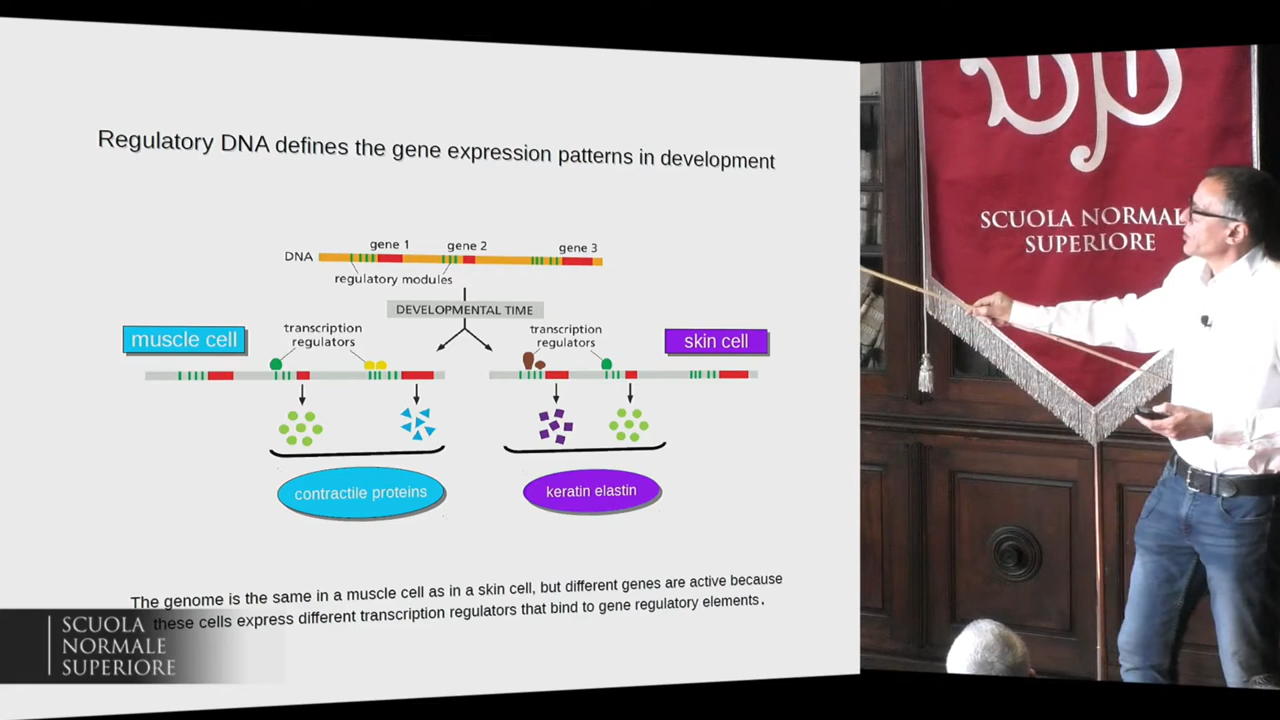 Regulatory DNA defines the gene expression patterns in development
gene 1
gene 2
gene 3
DNA
regulatory modules
DEVELOPMENTAL TIME
muscle cell
transcription
regulators
transcription
regulators
skin cell
contractile proteins
keratin elastin
The genome is the same in a muscle cell as in a skin cell, but different genes are active because
these cells express different transcription regulators that bind to gene regulatory elements.
SCUOLA
NORMALE
SUPERIORE
SCUOLA NORMALE
SUPERIORE